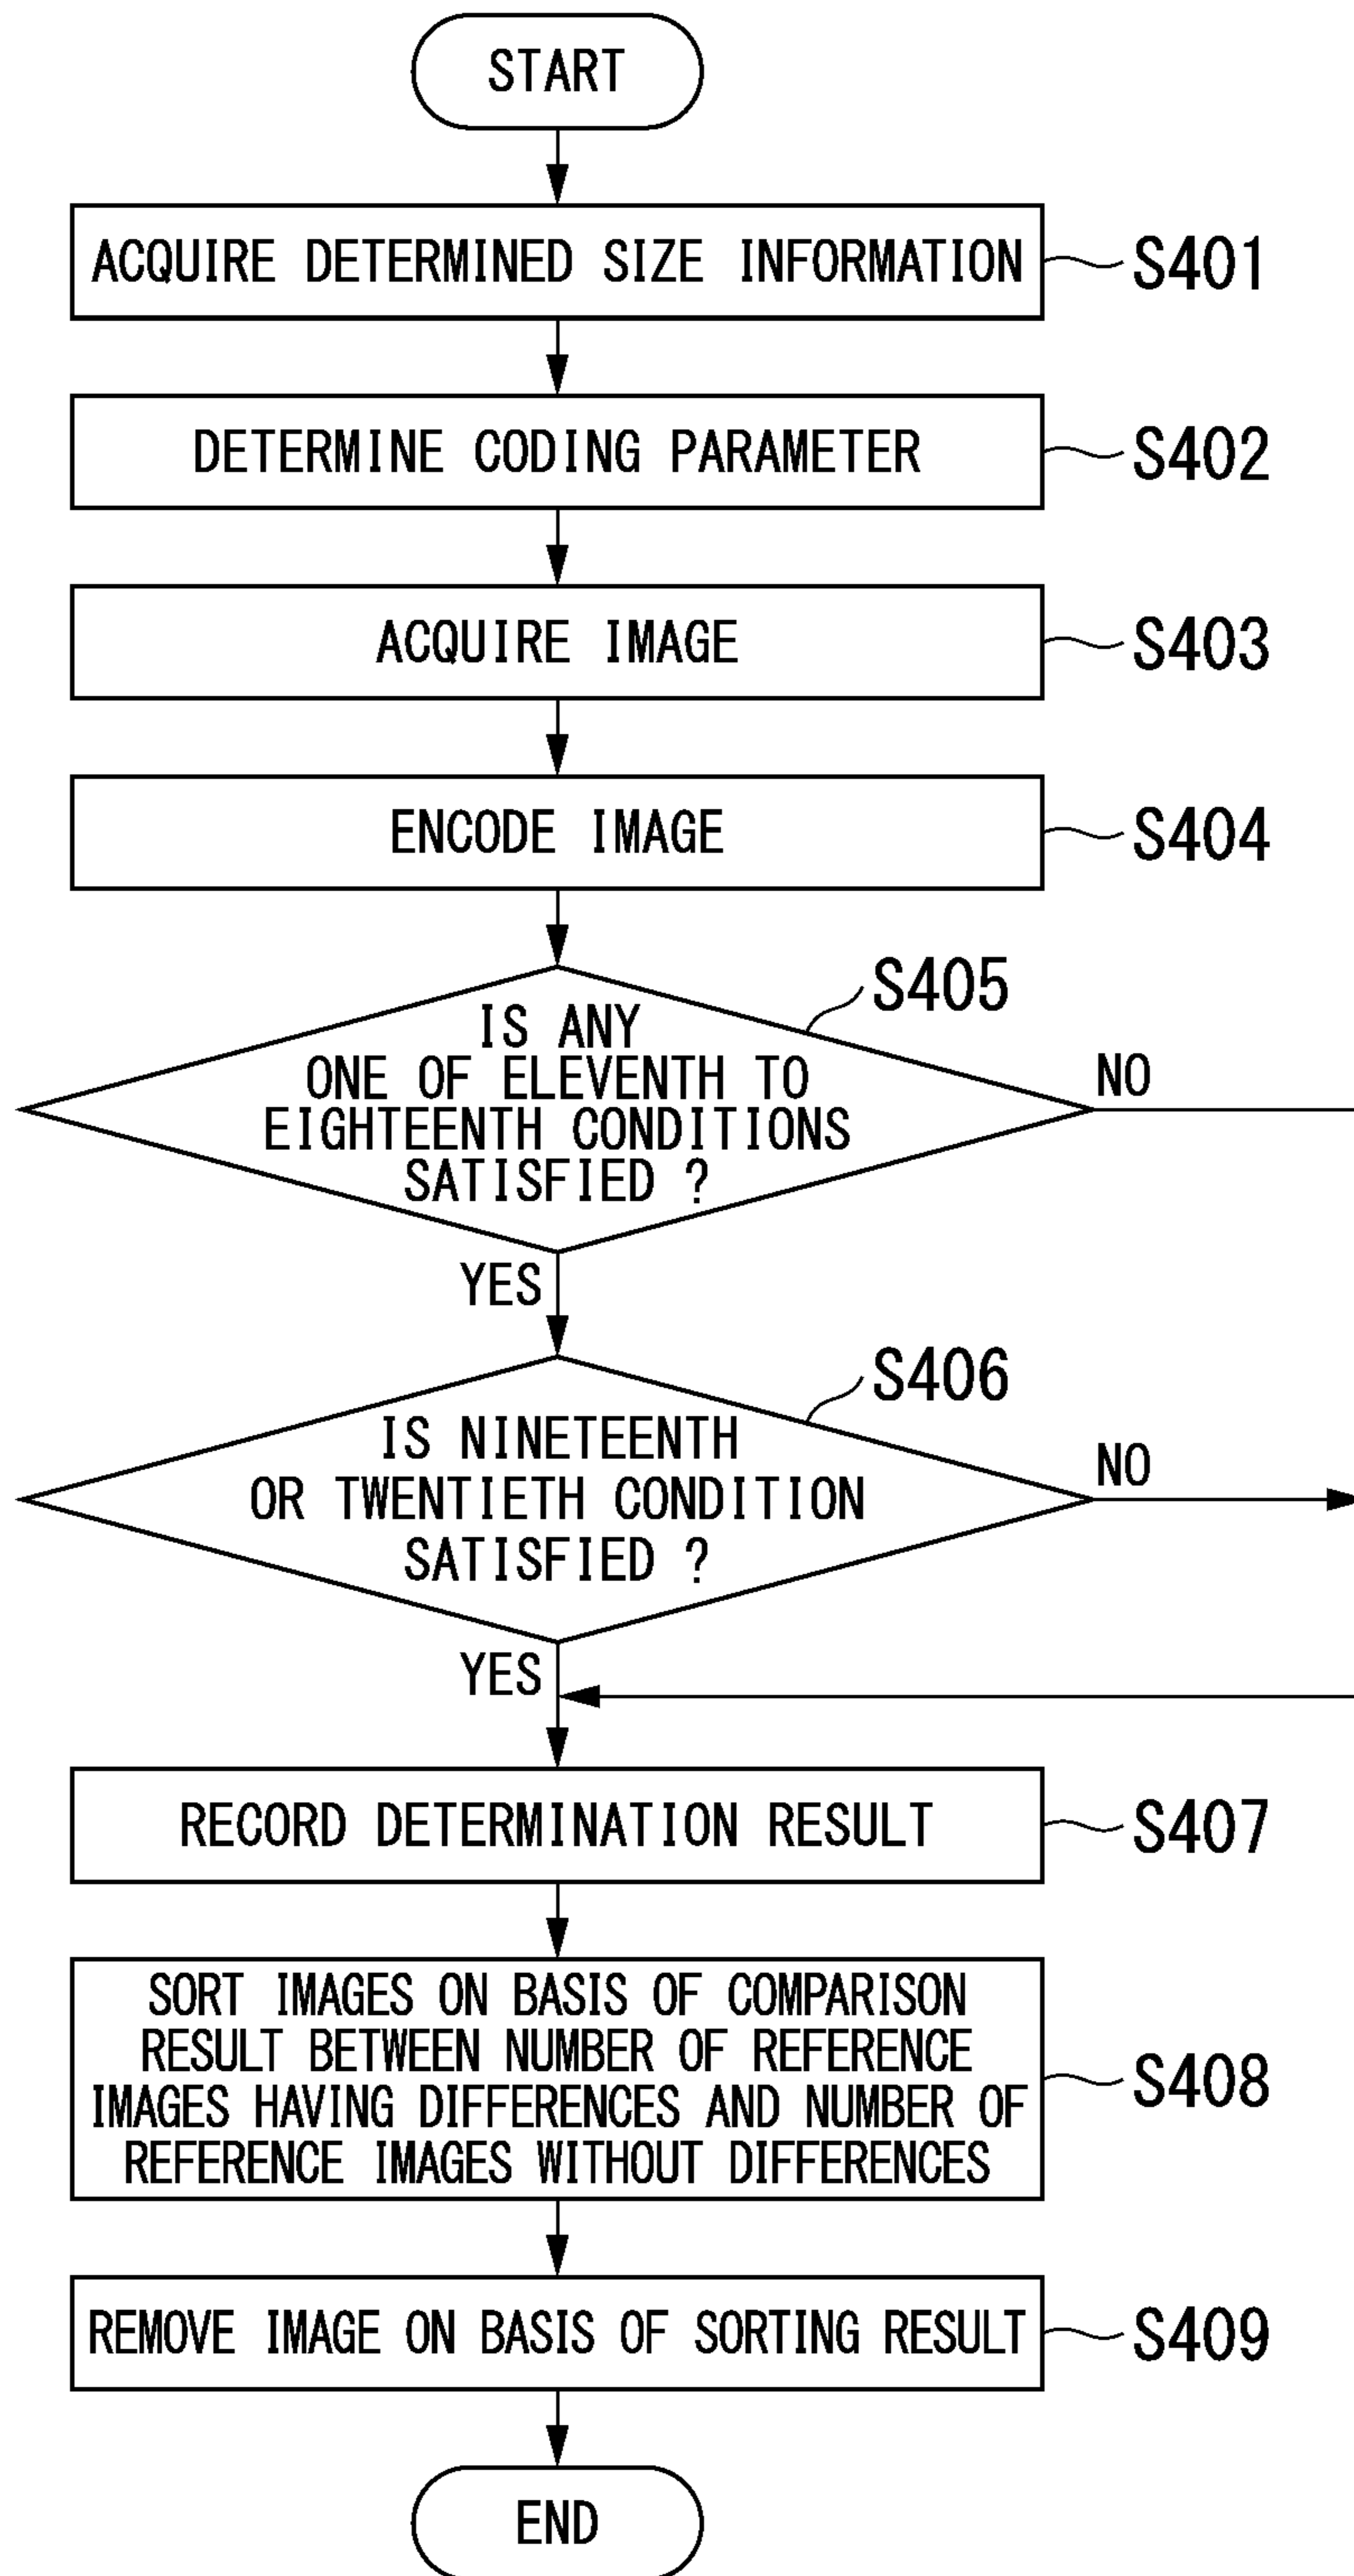 START
ACQUIRE DETERMINED SIZE INFORMATION
S401
DETERMINE CODING PARAMETER
S402
ACQUIRE IMAGE
S403
ENCODE IMAGE
S404
S405
IS ANY
ONE OF ELEVENTH TO
EIGHTEENTH CONDITIONS
SATISFIED ?
NO
YES
S406
IS NINETEENTH
OR TWENTIETH CONDITION
SATISFIED ?
NO
YES
RECORD DETERMINATION RESULT
S407
SORT IMAGES ON BASIS OF COMPARISON
RESULT BETWEEN NUMBER OF REFERENCE
IMAGES HAVING DIFFERENCES AND NUMBER OF
REFERENCE IMAGES WITHOUT DIFFERENCES
S408
REMOVE IMAGE ON BASIS OF SORTING RESULT
S409
END